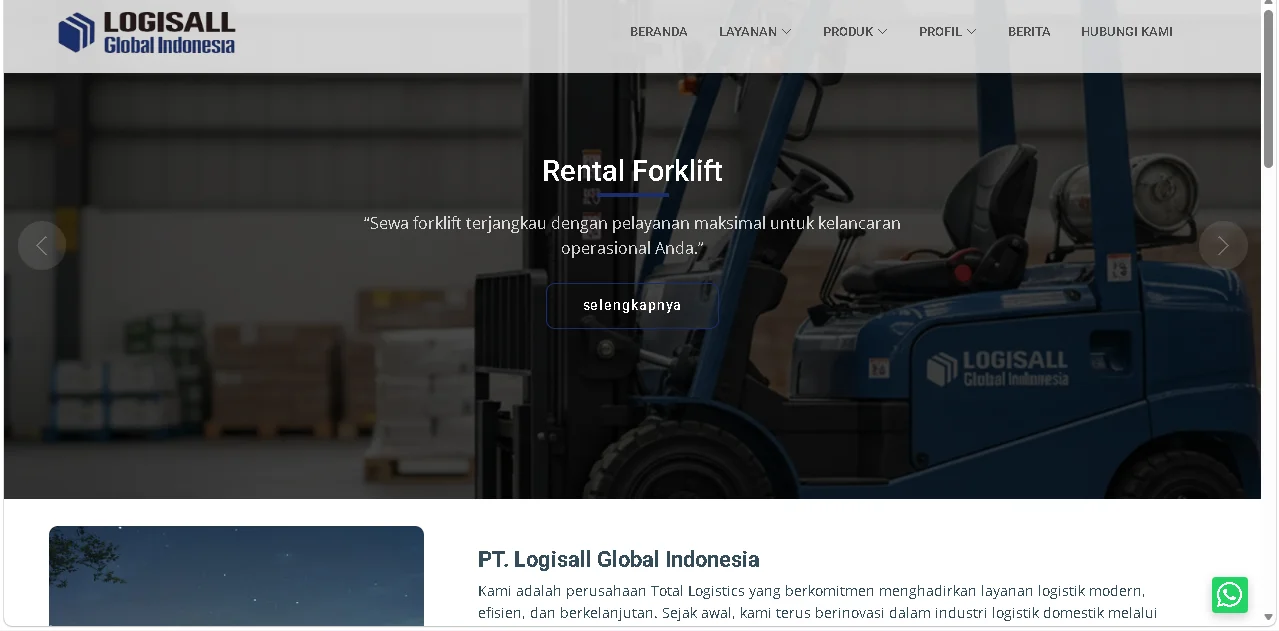 LOGISALL
Global Indonesia
BERANDA LAYANAN PRODUK PROFIL BERITA HUBUNGI KAMI
Rental Forklift
“Sewa forklift terjangkau dengan pelayanan maksimal untuk kelancaran
operasional Anda.”
selengkapnya
LOGISALL
PT. Logisall Global Indonesia
Kami adalah perusahaan Total Logistics yang berkomitmen menghadirkan layanan logistik modern,
efisien, dan berkelanjutan. Sejak awal, kami terus berinovasi dalam industri logistik domestik melalui